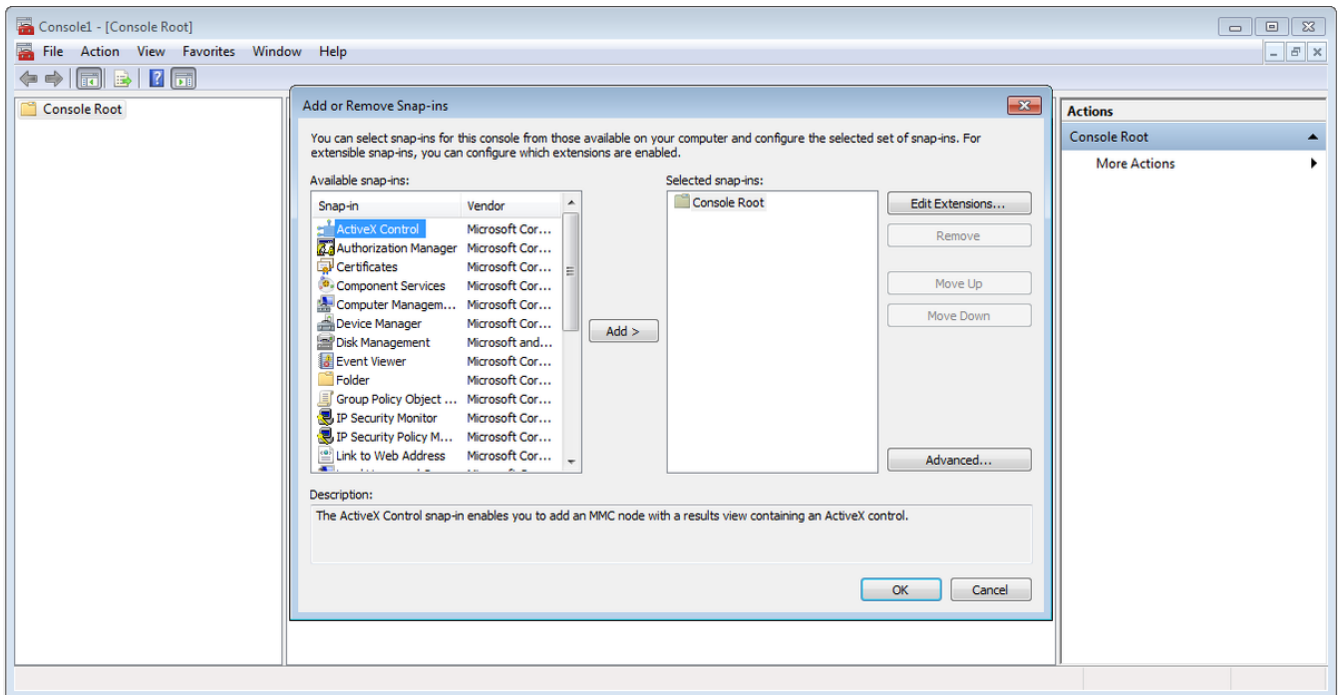 Console1 - [Console Root]
File Action View Favorites Window Help
Console Root
Add or Remove Snap-ins
You can select snap-ins for this console from those available on your computer and configure the selected set of snap-ins. For
extensible snap-ins, you can configure which extensions are enabled.
Available snap-ins:
Snap-in Vendor
ActiveX Control Microsoft Cor...
Authorization Manager Microsoft Cor...
Certificates Microsoft Cor...
Component Services Microsoft Cor...
Computer Managem... Microsoft Cor...
Device Manager Microsoft Cor...
Disk Management Microsoft and...
Event Viewer Microsoft Cor...
Folder Microsoft Cor...
Group Policy Object ... Microsoft Cor...
IP Security Monitor Microsoft Cor...
IP Security Policy M... Microsoft Cor...
Link to Web Address Microsoft Cor...
Add >
Selected snap-ins:
Console Root
Edit Extensions...
Remove
Move Up
Move Down
Advanced...
Description:
The ActiveX Control snap-in enables you to add an MMC node with a results view containing an ActiveX control.
OK Cancel
Actions
Console Root
More Actions